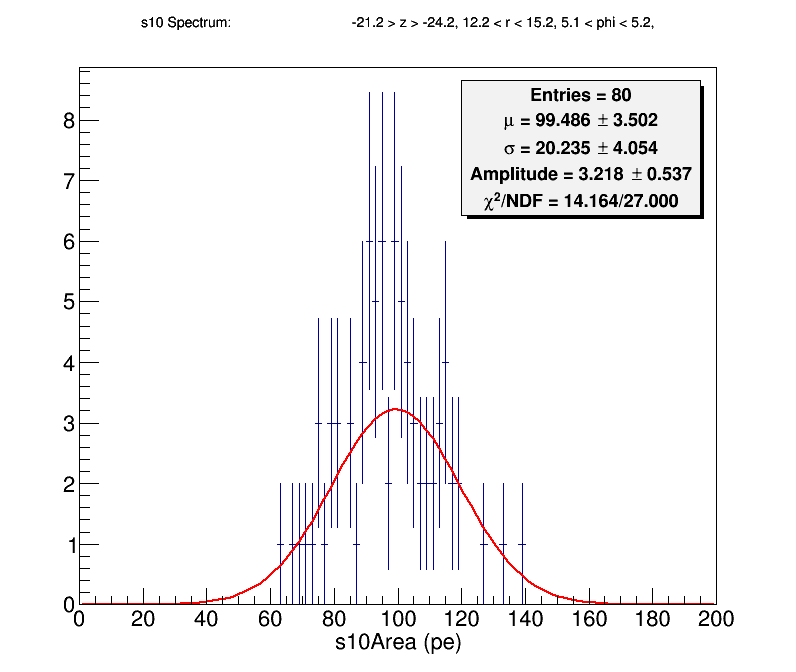 s10 Spectrum: -21.2 > z > -24.2, 12.2 < r < 15.2, 5.1 < phi < 5.2,
Entries = 80
μ = 99.486 ± 3.502
σ = 20.235 ± 4.054
Amplitude = 3.218 ± 0.537
χ²/NDF = 14.164/27.000
8
7
6
5
4
3
2
1
0
0 20 40 60 80 100 120 140 160 180 200
s10Area (pe)